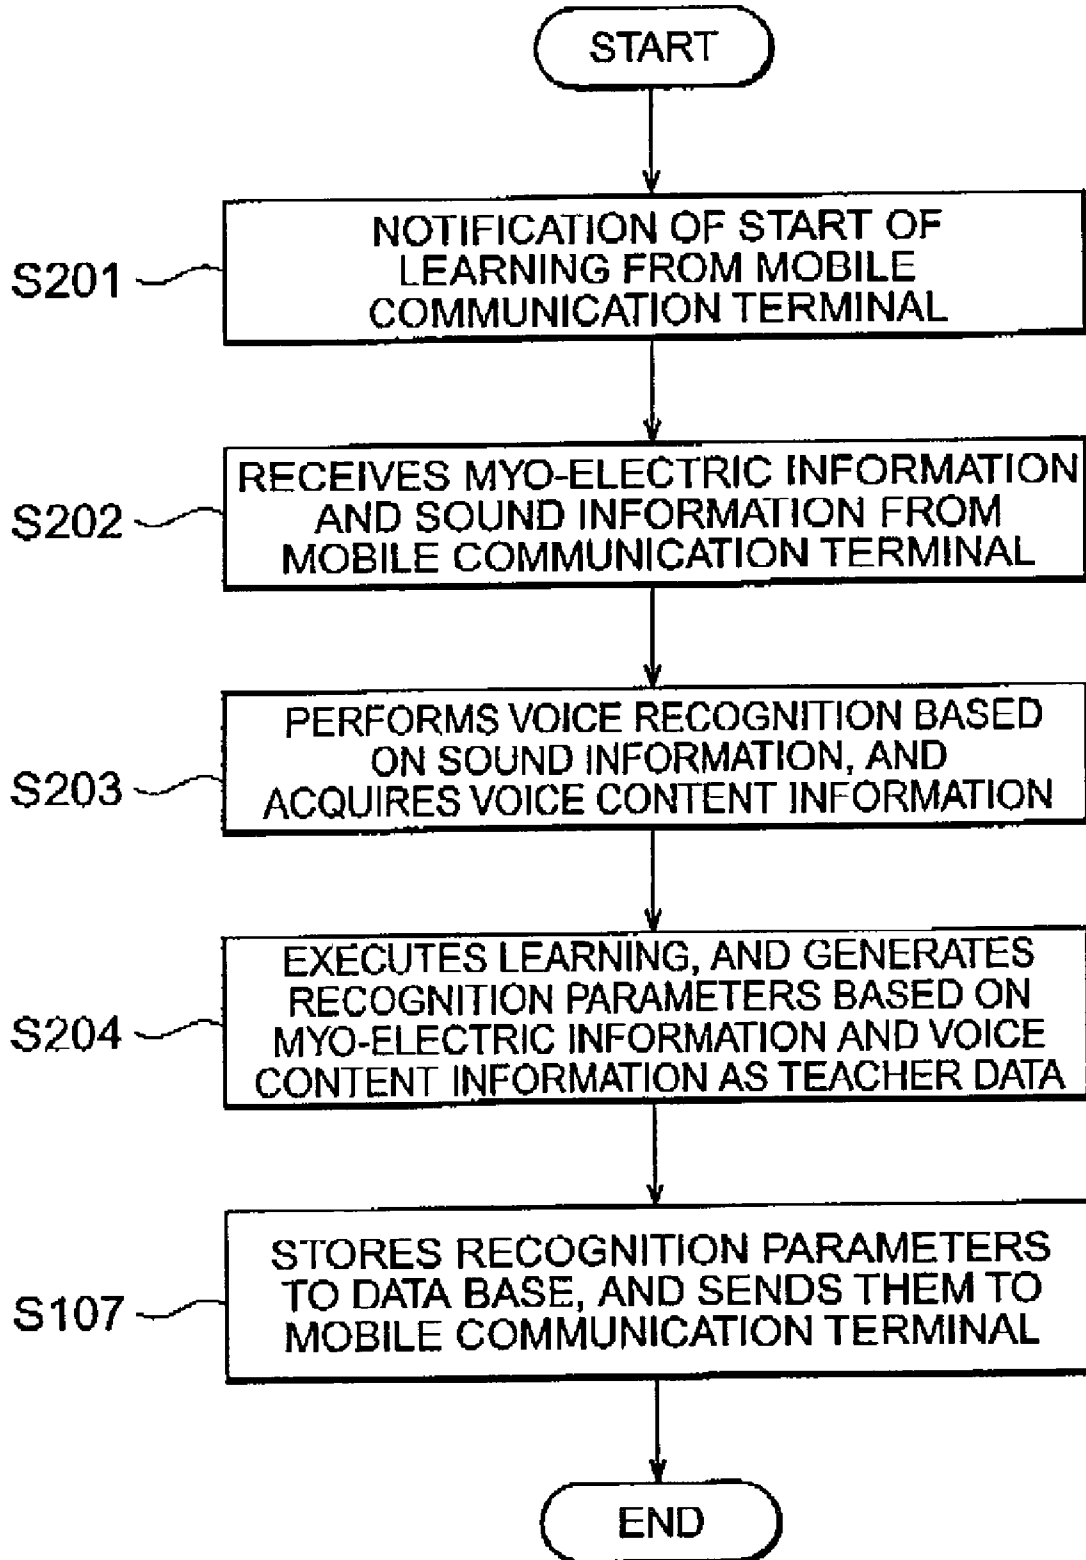 START
S201
NOTIFICATION OF START OF
LEARNING FROM MOBILE
COMMUNICATION TERMINAL
S202
RECEIVES MYO-ELECTRIC INFORMATION
AND SOUND INFORMATION FROM
MOBILE COMMUNICATION TERMINAL
S203
PERFORMS VOICE RECOGNITION BASED
ON SOUND INFORMATION, AND
ACQUIRES VOICE CONTENT INFORMATION
S204
EXECUTES LEARNING, AND GENERATES
RECOGNITION PARAMETERS BASED ON
MYO-ELECTRIC INFORMATION AND VOICE
CONTENT INFORMATION AS TEACHER DATA
S107
STORES RECOGNITION PARAMETERS
TO DATA BASE, AND SENDS THEM TO
MOBILE COMMUNICATION TERMINAL
END